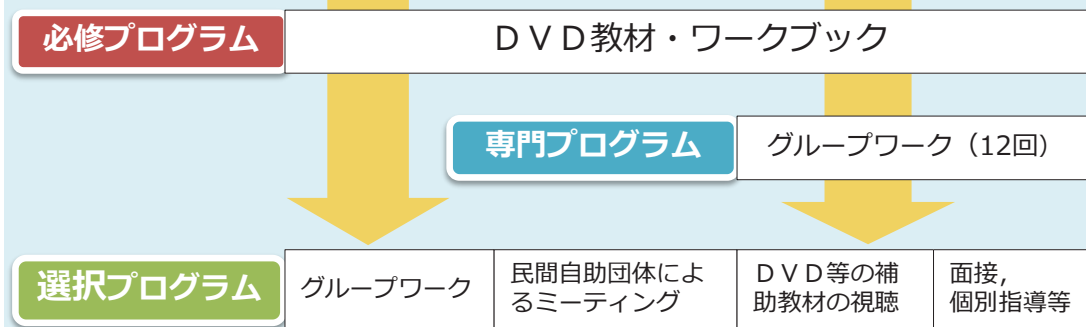 必修プログラム
ＤＶＤ教材・ワークブック
専門プログラム
グループワーク（12回）
選択プログラム
グループワーク
民間自助団体によ
るミーティング
ＤＶＤ等の補
助教材の視聴
面接，
個別指導等